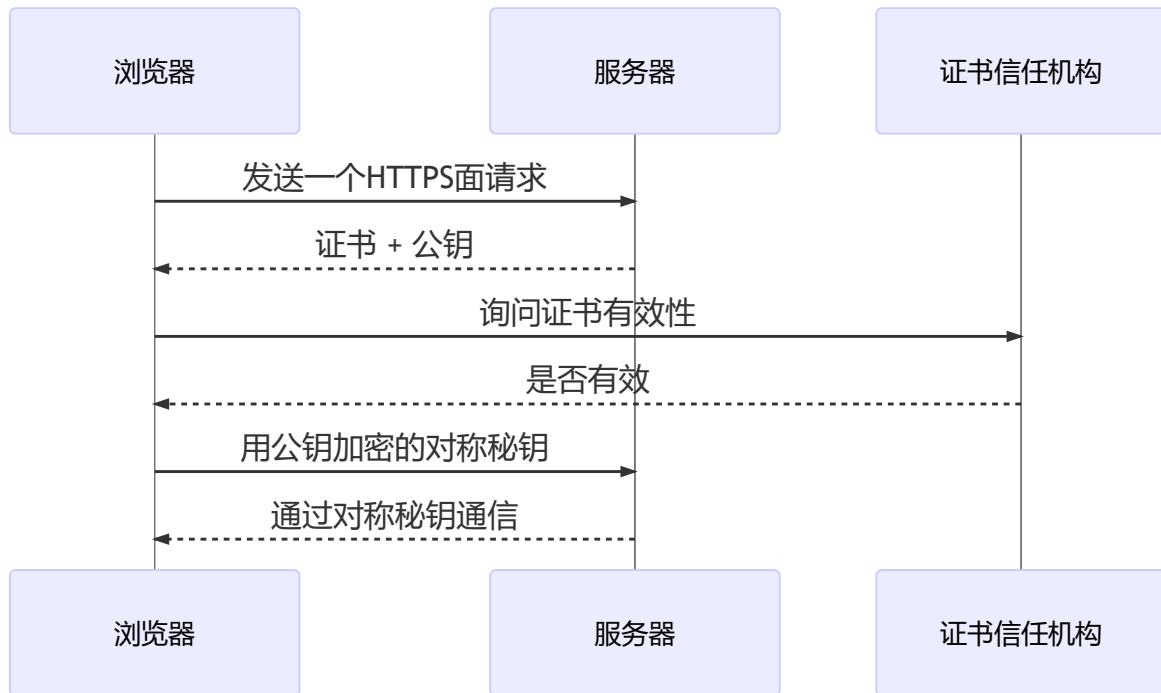 浏览器
服务器
证书信任机构
发送一个HTTPS面请求
证书 + 公钥
询问证书有效性
是否有效
用公钥加密的对称秘钥
通过对称秘钥通信
浏览器
服务器
证书信任机构